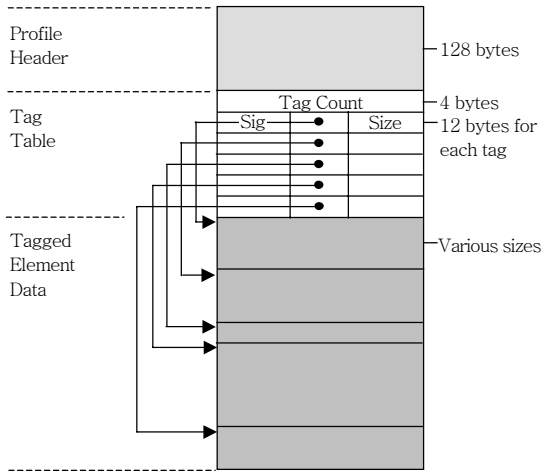 Profile
Header
128 bytes
Tag Count
4 bytes
Tag
Table
Sig
Size
12 bytes for
each tag
Tagged
Element
Data
Various sizes